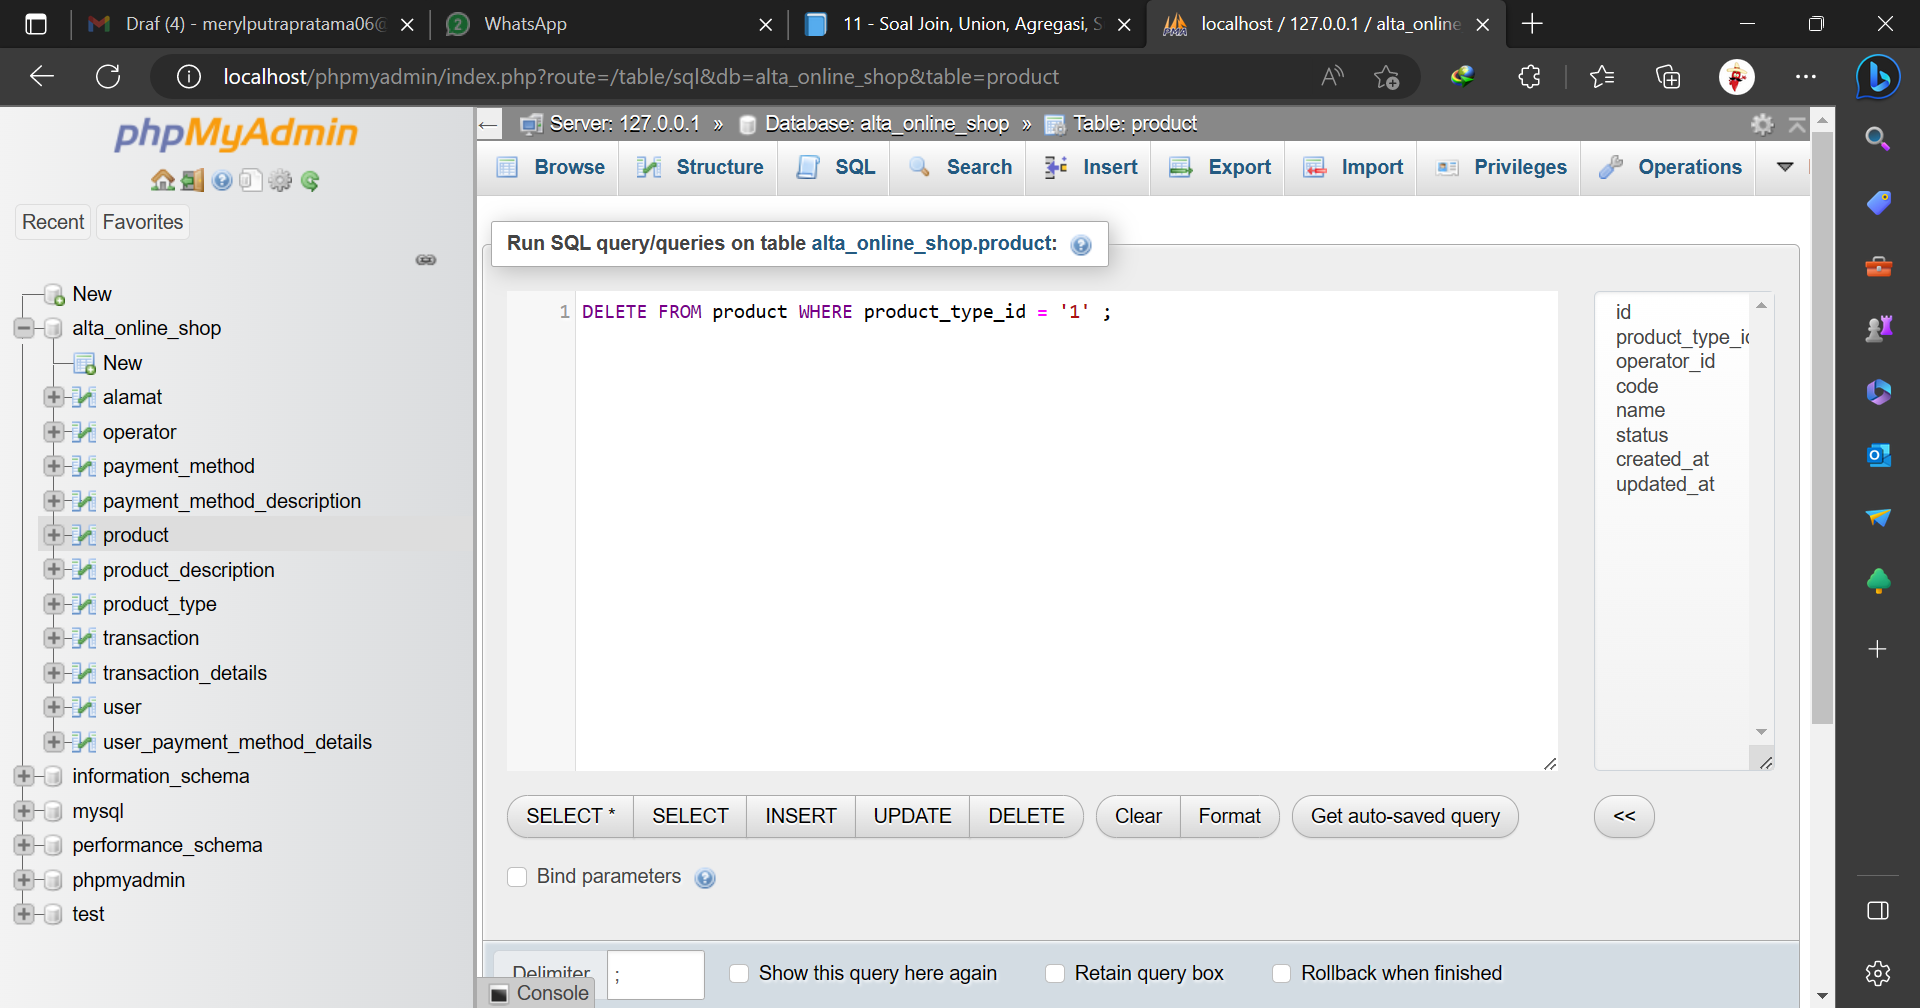 Draf (4) - merylputrapratama06@
WhatsApp
11 - Soal Join, Union, Agregasi, S
localhost / 127.0.0.1 / alta_online
localhost/phpmyadmin/index.php?route=/table/sql&db=alta_online_shop&table=product
phpMyAdmin
Recent
Favorites
New
alta_online_shop
New
alamat
operator
payment_method
payment_method_description
product
product_description
product_type
transaction
transaction_details
user
user_payment_method_details
information_schema
mysql
performance_schema
phpmyadmin
test
Server: 127.0.0.1 » Database: alta_online_shop » Table: product
Browse
Structure
SQL
Search
Insert
Export
Import
Privileges
Operations
Run SQL query/queries on table alta_online_shop.product:
1 DELETE FROM product WHERE product_type_id = '1' ;
id
product_type_id
operator_id
code
name
status
created_at
updated_at
SELECT *
SELECT
INSERT
UPDATE
DELETE
Clear
Format
Get auto-saved query
<<
Bind parameters
Delimiter
;
Show this query here again
Retain query box
Rollback when finished
Console